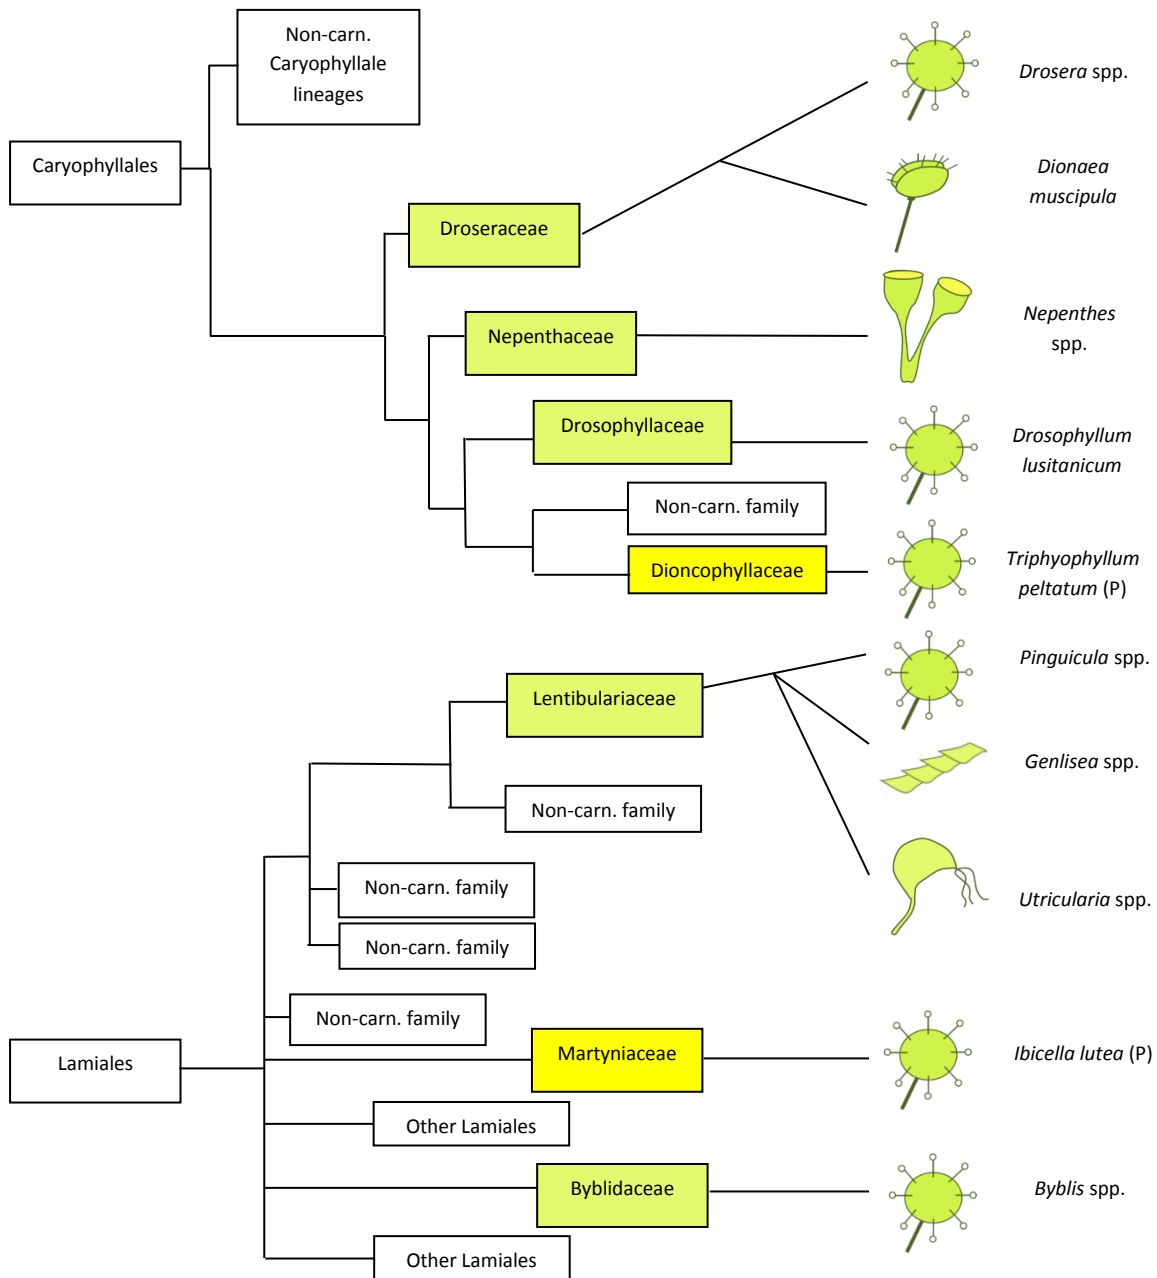 Non-carn.
Caryophyllale
lineages
Drosera spp.
Caryophyllales
Dionaea
muscipula
Droseraceae
Nepenthaceae
Nepenthes
spp.
Drosophyllaceae
Drosophyllum
lusitanicum
Non-carn. family
Dioncophyllaceae
Triphyophyllum
peltatum (P)
Pinguicula spp.
Lentibulariaceae
Genlisea spp.
Non-carn. family
Non-carn. family
Utricularia spp.
Non-carn. family
Non-carn. family
Lamiales
Martyniaceae
Ibicella lutea (P)
Other Lamiales
Byblidaceae
Byblis spp.
Other Lamiales